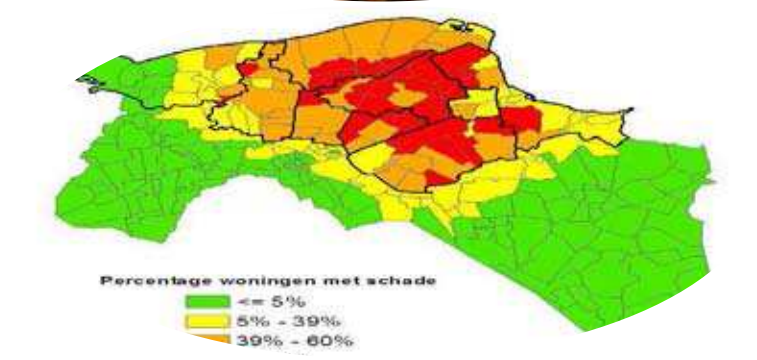 Percentage woningen met schade
<= 5%
5% - 39%
39% - 60%